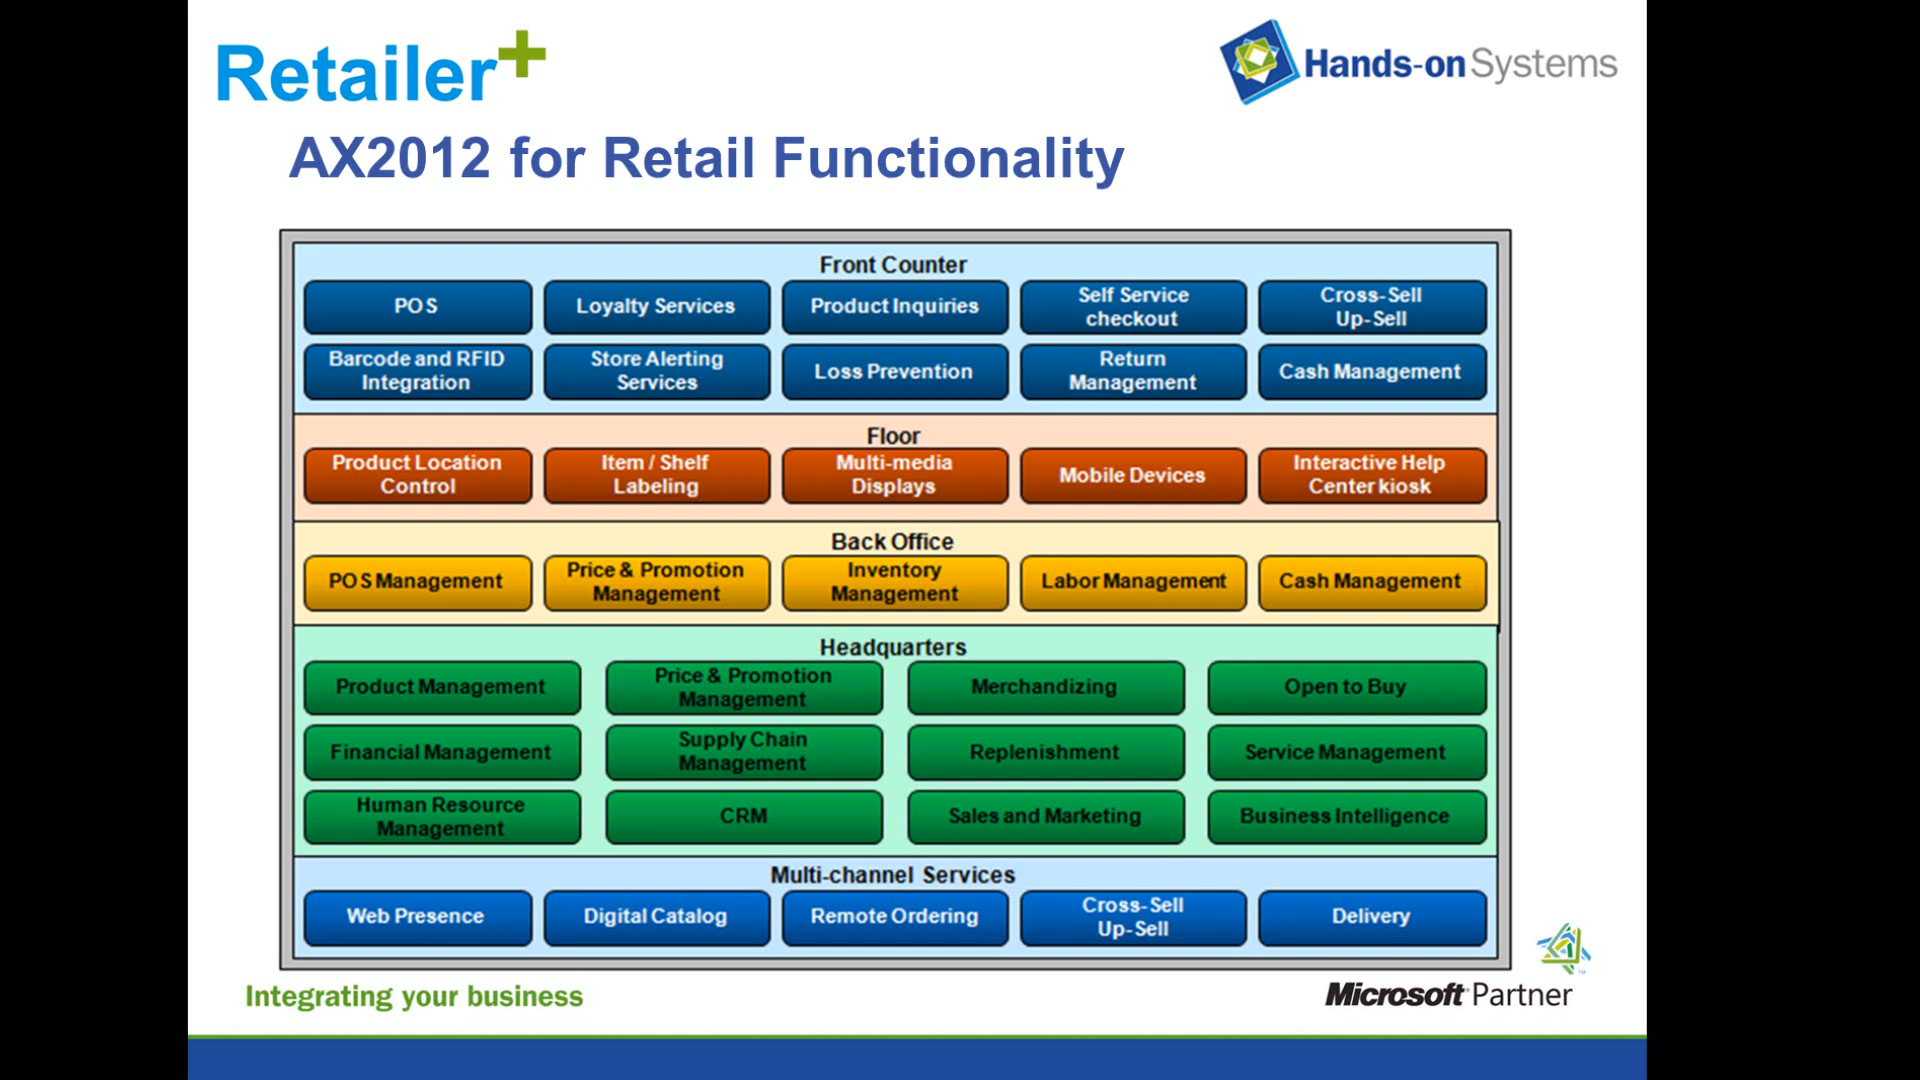 Retailer+
Hands-on Systems
AX2012 for Retail Functionality
Front Counter
POS
Loyalty Services
Product Inquiries
Self Service
checkout
Cross-Sell
Up-Sell
Barcode and RFID
Integration
Store Alerting
Services
Loss Prevention
Return
Management
Cash Management
Floor
Product Location
Control
Item / Shelf
Labeling
Multi-media
Displays
Mobile Devices
Interactive Help
Center kiosk
Back Office
POS Management
Price & Promotion
Management
Inventory
Management
Labor Management
Cash Management
Headquarters
Product Management
Price & Promotion
Management
Merchandizing
Open to Buy
Financial Management
Supply Chain
Management
Replenishment
Service Management
Human Resource
Management
CRM
Sales and Marketing
Business Intelligence
Multi-channel Services
Web Presence
Digital Catalog
Remote Ordering
Cross-Sell
Up-Sell
Delivery
Integrating your business
Microsoft Partner